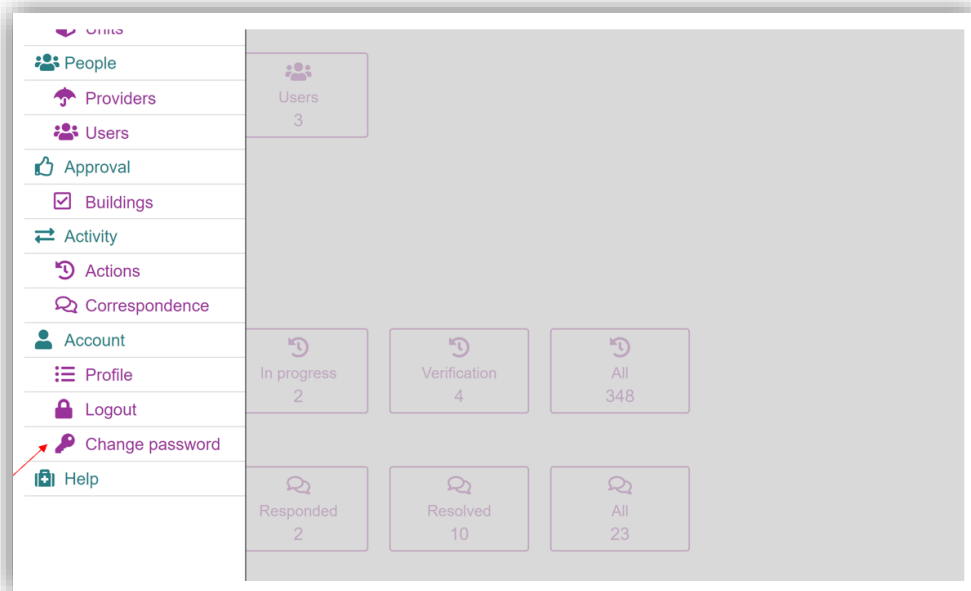 Units
People
Providers
Users
Approval
Buildings
Activity
Actions
Correspondence
Account
Profile
Logout
Change password
Help
Users
3
In progress
2
Verification
4
All
348
Responded
2
Resolved
10
All
23